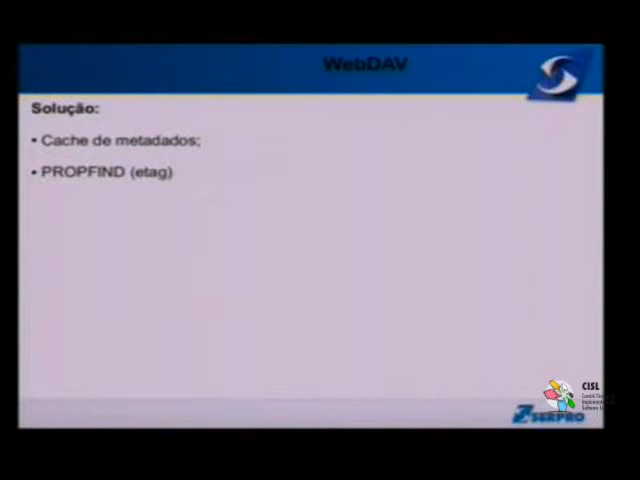 WebDAV
Solução:
• Cache de metadados;
• PROPFIND (etag)
CISL
SERPRO